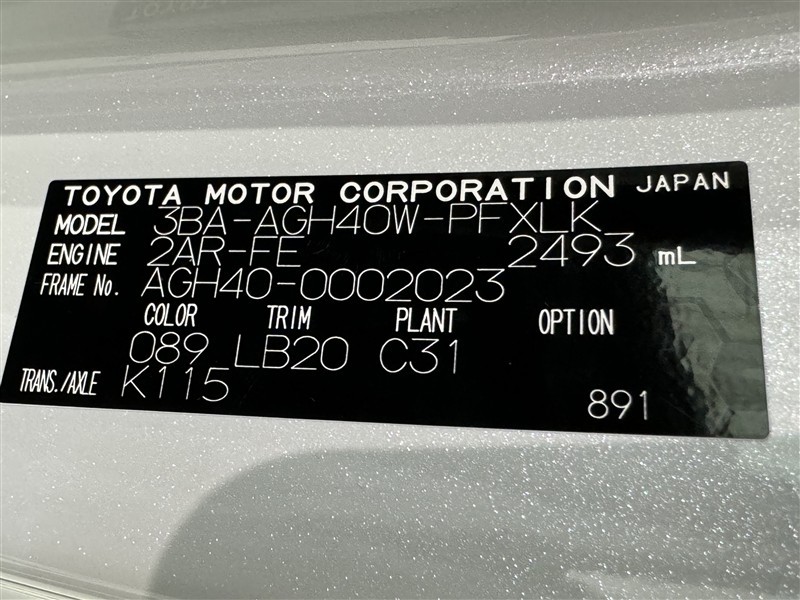 TOYOTA MOTOR CORPORATION JAPAN
MODEL 3BA-AGH40W-PFXLK
ENGINE 2AR-FE 2493 mL
FRAME No. AGH40-0002023
COLOR TRIM PLANT OPTION
089 LB20 C31
TRANS./AXLE K115
891